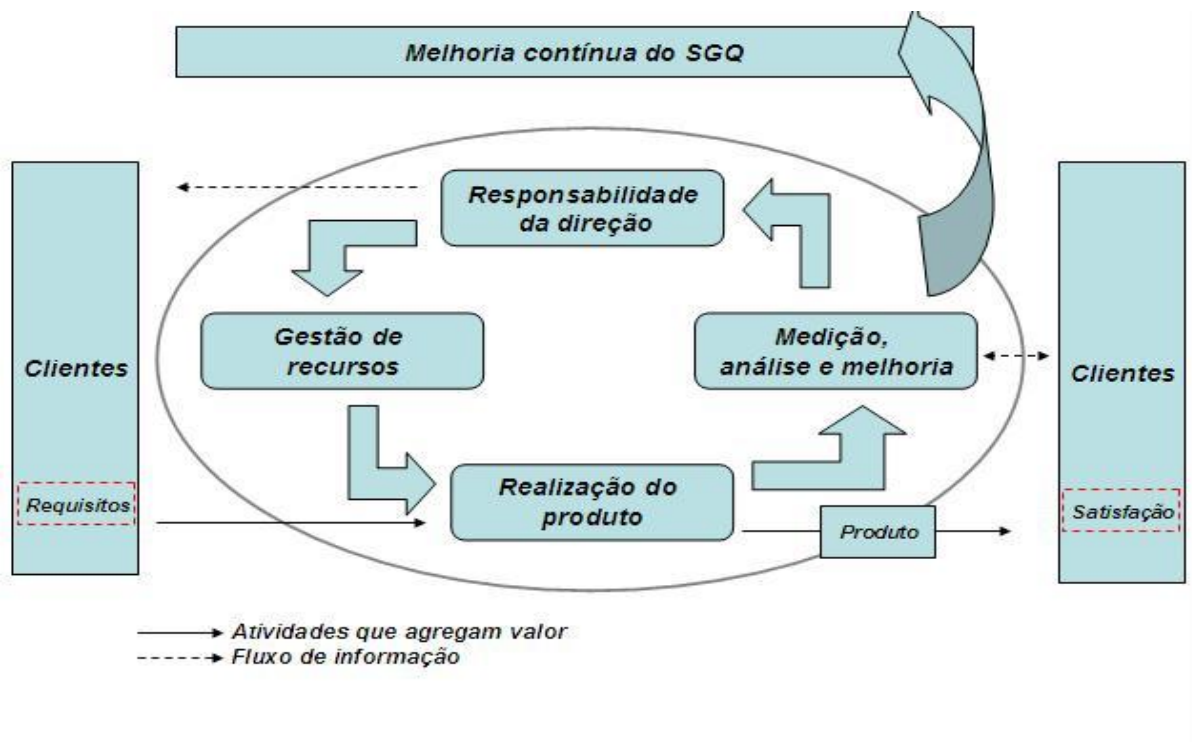 Melhoria contínua do SGQ
Responsabilidade
da direção
Gestão de
recursos
Medição,
análise e melhoria
Clientes
Clientes
Realização do
produto
Requisitos
Satisfação
Produto
Atividades que agregam valor
Fluxo de informação